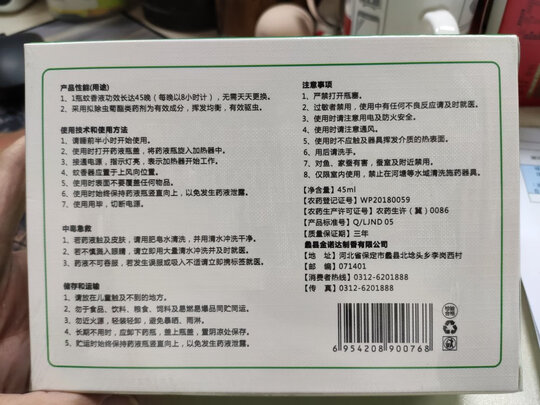 产品性能(用途)
1、1瓶蚊香液功效长达45晚（每晚以8小时计），无需天天更换。
2、采用拟除虫菊酯类药剂为有效成分，挥发均衡，有效驱虫。
使用技术和使用方法
1、请睡前半小时开始使用。
2、使用时打开药液瓶盖，将药液瓶旋入加热器中。
3、接通电源，指示灯亮，表示加热器开始工作。
4、蚊香器应置于上风向位置。
5、使用时表面不要覆盖任何物品。
6、使用时始终保持药液瓶竖直向上，以免发生药液泄露。
7、使用用毕，切断电源。
中毒急救
1、若药液触及皮肤，请用肥皂水清洗，并用清水冲洗干净。
2、若不慎溅入眼睛，请立即用大量清水冲洗并及时就医。
3、药液不可吞服，若发生误服或吸入不适请立即携标签就医。
储存和运输
1、请放在儿童触及不到的地方。
2、勿于食品、饮料、粮食、饲料及易燃易爆品同贮同运。
3、勿近火源，轻装轻卸，避免暴晒、雨淋。
4、长期不用时，应卸下药瓶，盖上瓶盖，置阴凉处保存。
5、贮运时始终保持药液瓶竖直向上，以免发生药液泄露。
注意事项
1、严禁打开瓶塞。
2、过敏者禁用，使用中有任何不良反应请及时就医。
3、使用时请注意用电及防火安全。
4、使用时请注意通风。
5、使用时不应触及器具挥发介质的热表面。
6、用后请洗手。
7、对鱼、家蚕有害，蚕室及附近禁用。
8、仅限室内使用，禁止在河塘等水域清洗施药器具。
【净含量】45ml
【农药登记证号】WP20180059
【农药生产许可证号】农药生许（冀）0086
【产品标准号】Q/LJND 05
【质量保证期】三年
蠡县金诺达制香有限公司
【地 址】河北省保定市蠡县北埝头乡李岗西村
【邮 编】071401
【消费者热线】0312-6201888
【传 真】0312-6201888
6 954208 900768